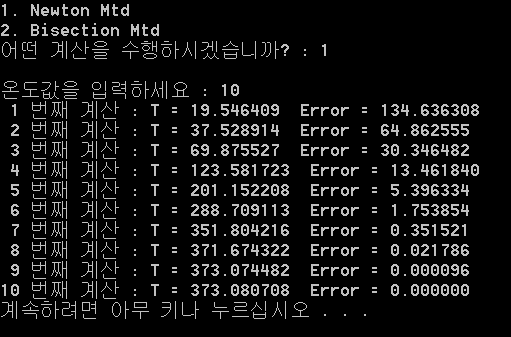 1. Newton Mtd
2. Bisection Mtd
어떤 계산을 수행하시겠습니까? : 1
온도값을 입력하세요 : 10
1 번째 계산 : T = 19.546409 Error = 134.636308
2 번째 계산 : T = 37.528914 Error = 64.862555
3 번째 계산 : T = 69.875527 Error = 30.346482
4 번째 계산 : T = 123.581723 Error = 13.461840
5 번째 계산 : T = 201.152208 Error = 5.396334
6 번째 계산 : T = 288.709113 Error = 1.753854
7 번째 계산 : T = 351.804216 Error = 0.351521
8 번째 계산 : T = 371.674322 Error = 0.021786
9 번째 계산 : T = 373.074482 Error = 0.000096
10 번째 계산 : T = 373.080708 Error = 0.000000
계속하려면 아무 키나 누르십시오 . . .